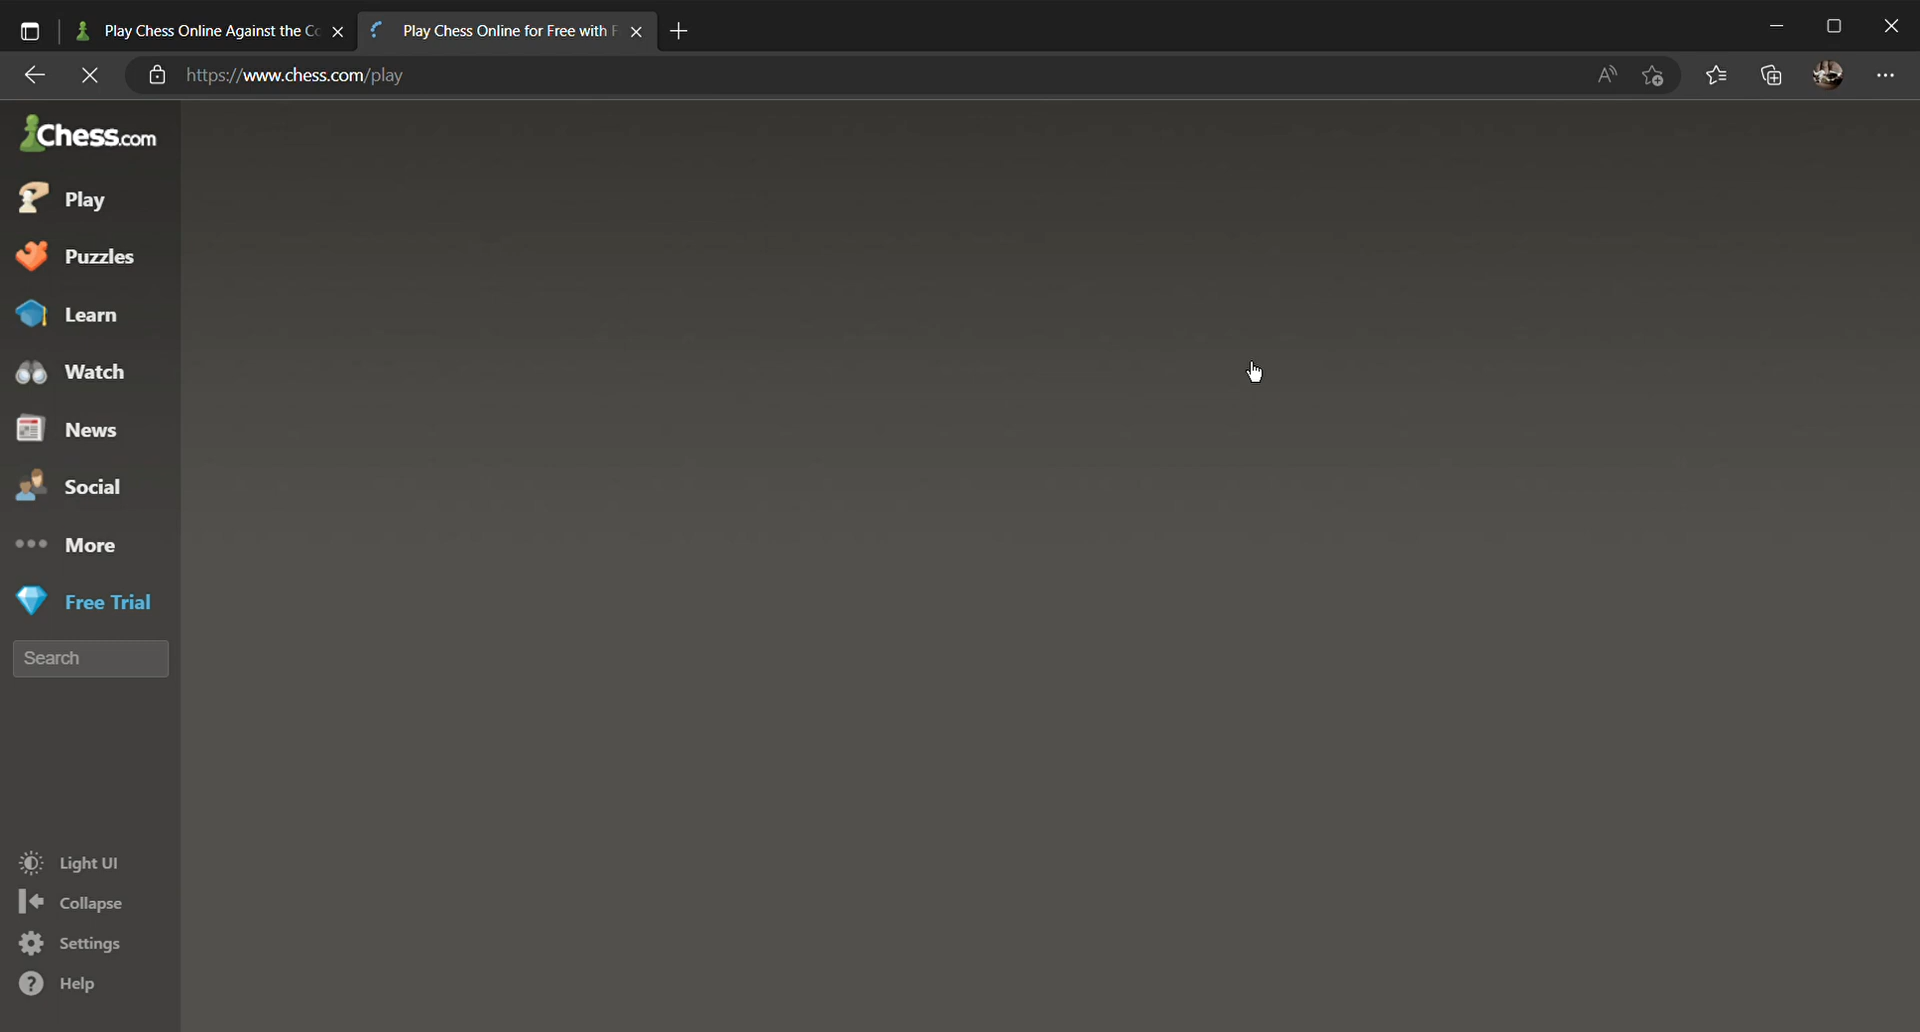 Play Chess Online Against the Co
Play Chess Online for Free with F
https://www.chess.com/play
Chess.com
Play
Puzzles
Learn
Watch
News
Social
More
Free Trial
Search
Light UI
Collapse
Settings
Help